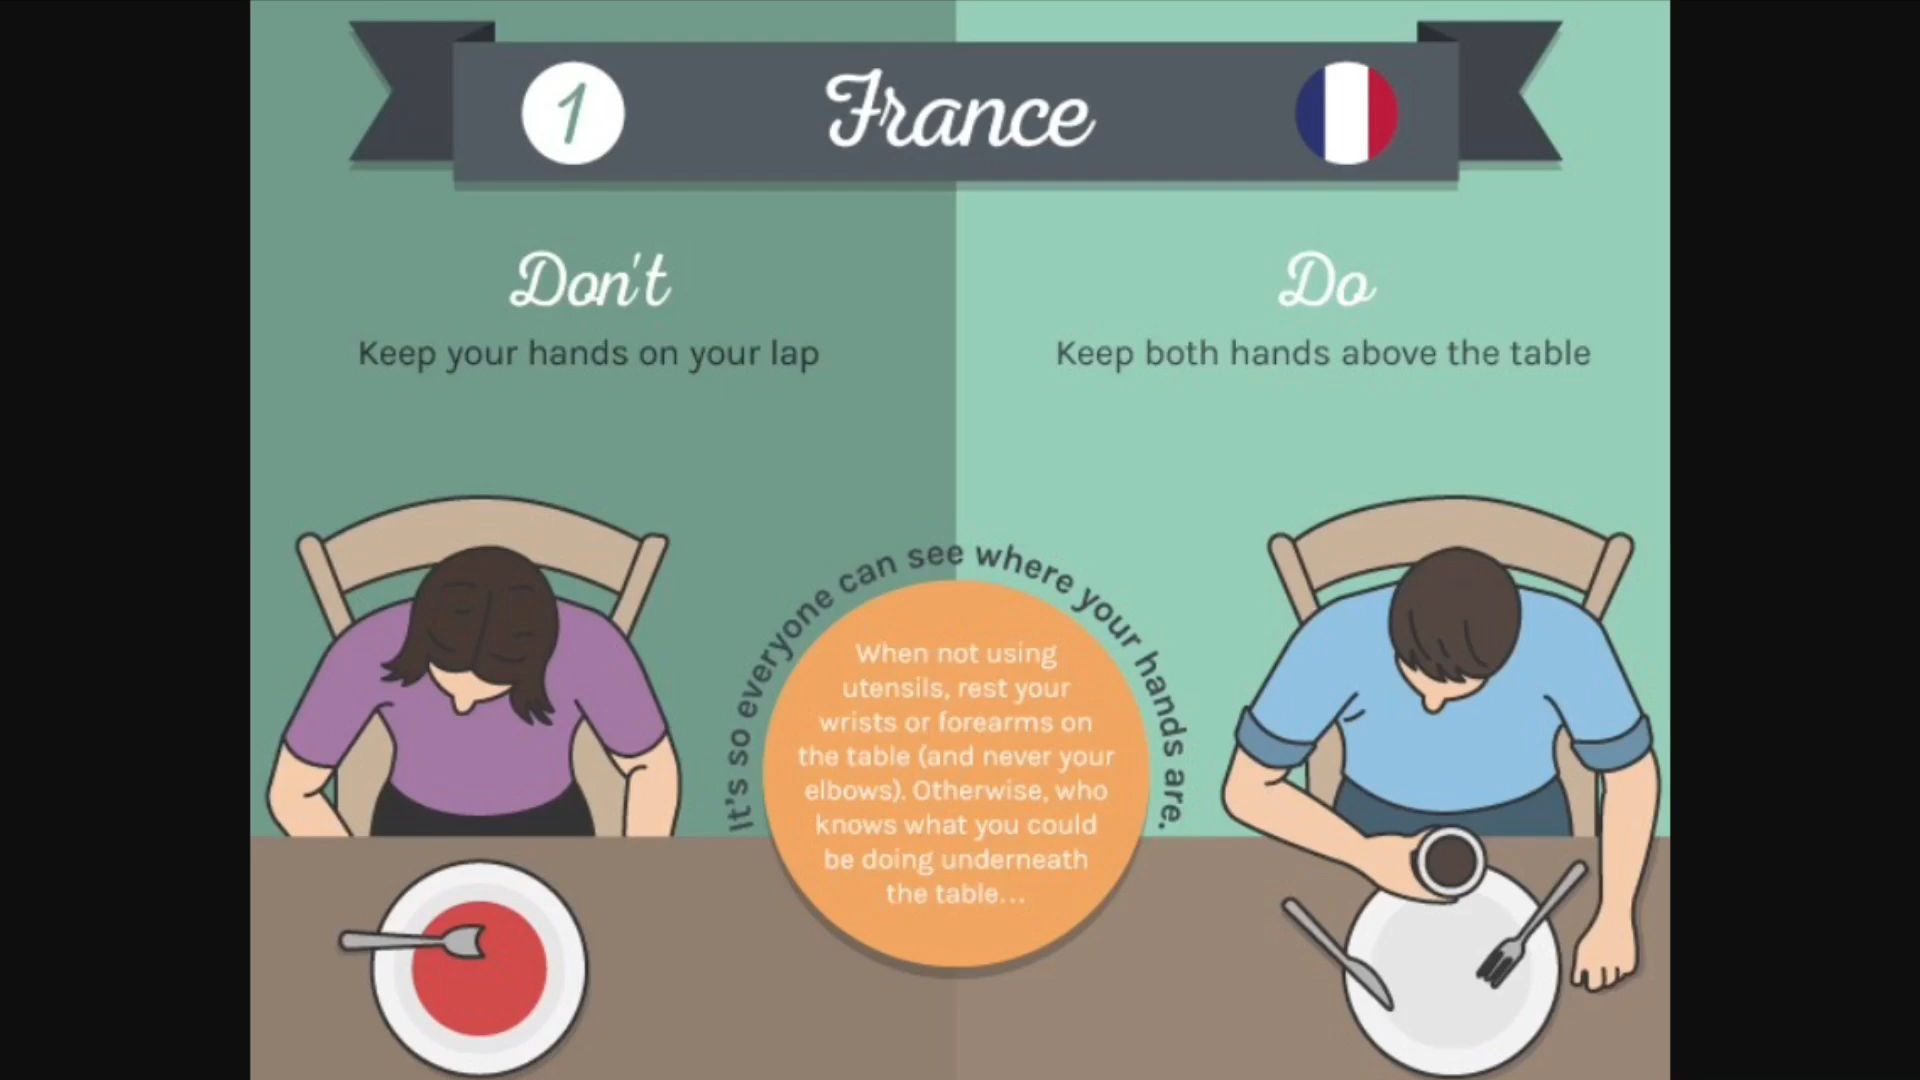 1
France
Don't
Keep your hands on your lap
Do
Keep both hands above the table
It's so everyone can see where your hands are.
When not using
utensils, rest your
wrists or forearms on
the table (and never your
elbows). Otherwise, who
knows what you could
be doing underneath
the table...